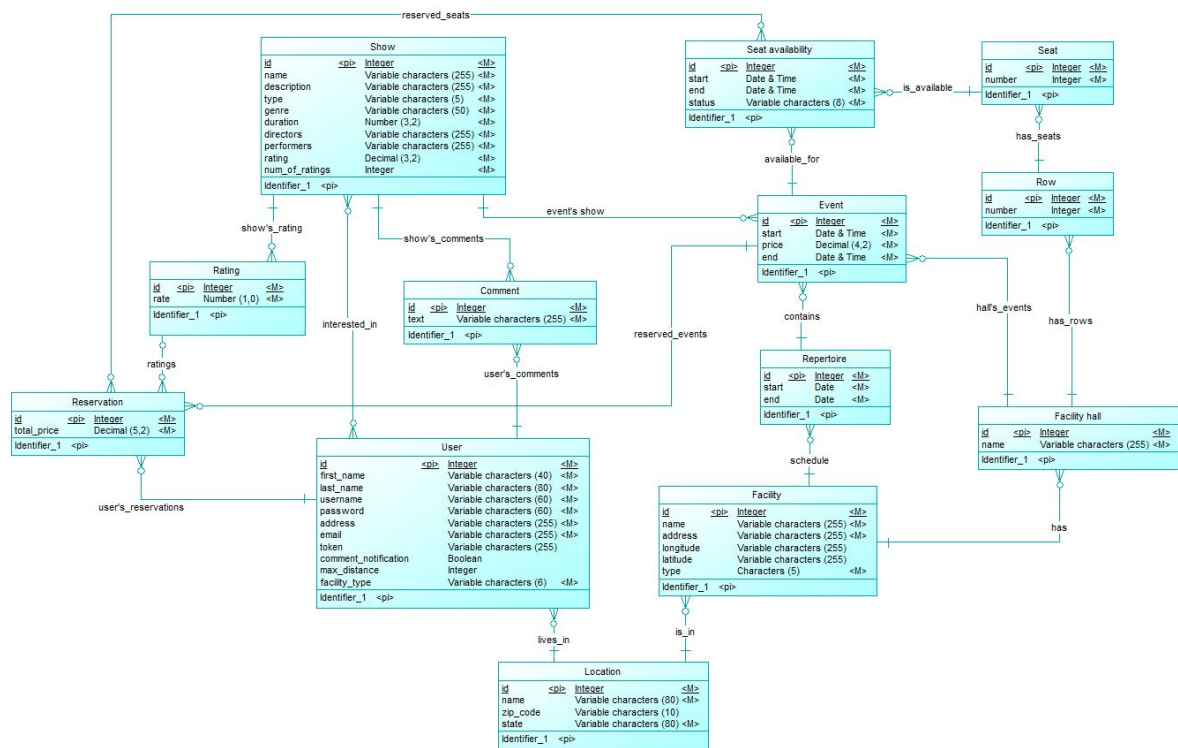 reserved_seats
Show
id <pi> Integer <M>
name Variable characters (255) <M>
description Variable characters (255) <M>
type Variable characters (5) <M>
genre Variable characters (50) <M>
duration Number (3,2) <M>
directors Variable characters (255) <M>
performers Variable characters (255) <M>
rating Decimal (3,2) <M>
num_of_ratings Integer <M>
Identifier_1 <pi>
Seat availability
id <pi> Integer <M>
start Date & Time <M>
end Date & Time <M>
status Variable characters (8) <M>
Identifier_1 <pi>
is_available
Seat
id <pi> Integer <M>
number Integer <M>
Identifier_1 <pi>
has_seats
available_for
Row
id <pi> Integer <M>
number Integer <M>
Identifier_1 <pi>
event's show
Event
id <pi> Integer <M>
start Date & Time <M>
price Decimal (4,2) <M>
end Date & Time <M>
Identifier_1 <pi>
show's_rating
show's_comments
Rating
id <pi> Integer <M>
rate Number (1,0) <M>
Identifier_1 <pi>
Comment
id <pi> Integer <M>
text Variable characters (255) <M>
Identifier_1 <pi>
interested_in
reserved_events
contains
hall's_events
has_rows
ratings
user's_comments
Repertoire
id <pi> Integer <M>
start Date <M>
end Date <M>
Identifier_1 <pi>
Reservation
id <pi> Integer <M>
total_price Decimal (5,2) <M>
Identifier_1 <pi>
Facility hall
id <pi> Integer <M>
name Variable characters (255) <M>
Identifier_1 <pi>
User
id <pi> Integer <M>
first_name Variable characters (40) <M>
last_name Variable characters (80) <M>
username Variable characters (60) <M>
password Variable characters (60) <M>
address Variable characters (255) <M>
email Variable characters (255) <M>
token Variable characters (255)
comment_notification Boolean
max_distance Integer
facility_type Variable characters (6) <M>
Identifier_1 <pi>
schedule
user's_reservations
Facility
id <pi> Integer <M>
name Variable characters (255) <M>
address Variable characters (255) <M>
longitude Variable characters (255)
latitude Variable characters (255)
type Characters (5) <M>
Identifier_1 <pi>
has
lives_in
is_in
Location
id <pi> Integer <M>
name Variable characters (80) <M>
zip_code Variable characters (10)
state Variable characters (80) <M>
Identifier_1 <pi>